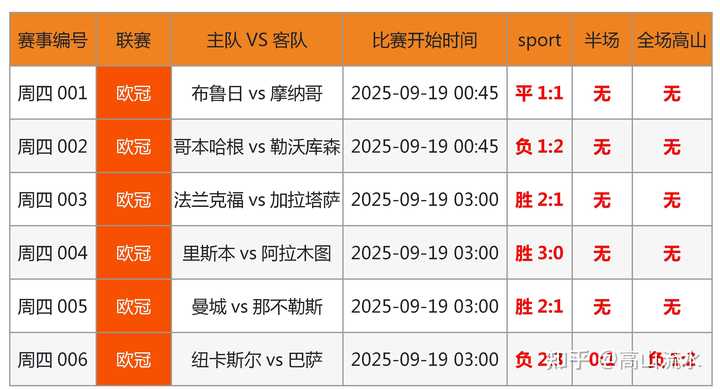 赛事编号 联赛 主队 VS 客队 比赛开始时间 sport 半场 全场高山
周四 001 欧冠 布鲁日 vs 摩纳哥 2025-09-19 00:45 平 1:1 无 无
周四 002 欧冠 哥本哈根 vs 勒沃库森 2025-09-19 00:45 负 1:2 无 无
周四 003 欧冠 法兰克福 vs 加拉塔萨 2025-09-19 03:00 胜 2:1 无 无
周四 004 欧冠 里斯本 vs 阿拉木图 2025-09-19 03:00 胜 3:0 无 无
周四 005 欧冠 曼城 vs 那不勒斯 2025-09-19 03:00 胜 2:1 无 无
周四 006 欧冠 纽卡斯尔 vs 巴萨 2025-09-19 03:00 负
知乎 @高山流水